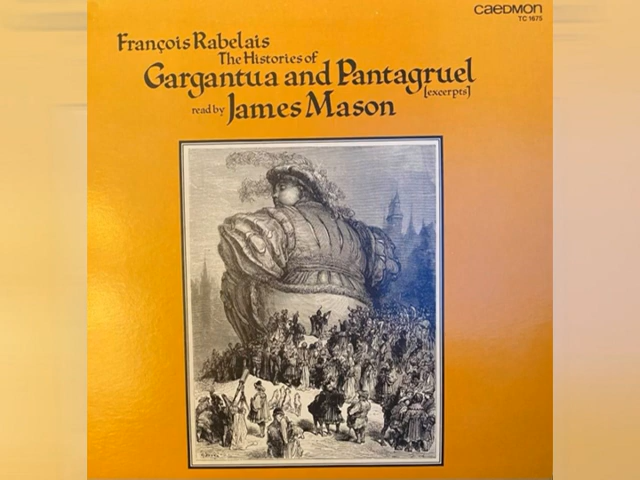 CAEDMON
TC 1675
François Rabelais
The Histories of
Gargantua and Pantagruel
[excerpts]
read by James Mason